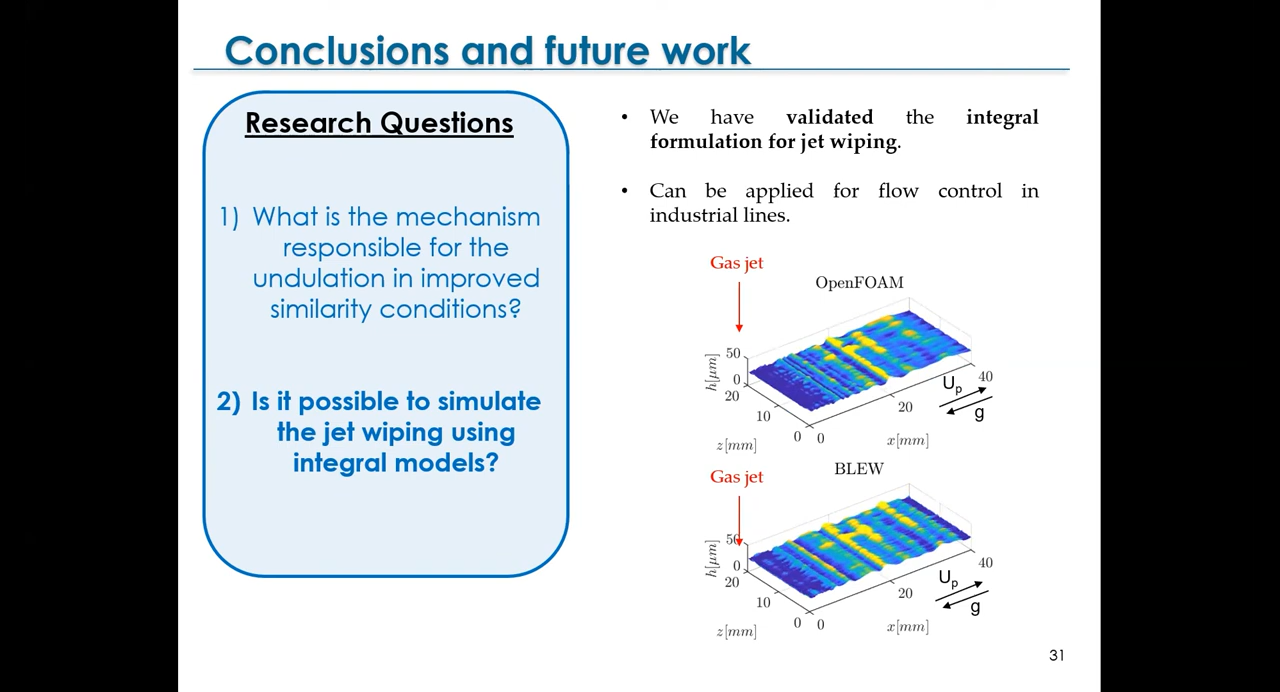 Conclusions and future work
Research Questions
1) What is the mechanism
responsible for the
undulation in improved
similarity conditions?
2) Is it possible to simulate
the jet wiping using
integral models?
• We have validated the integral
formulation for jet wiping.
• Can be applied for flow control in
industrial lines.
Gas jet
OpenFOAM
h[μm]
50
0
20
10
0
z[mm]
0
20
40
x[mm]
Up
g
Gas jet
BLEW
h[μm]
50
0
20
10
0
z[mm]
0
20
40
x[mm]
Up
g
31